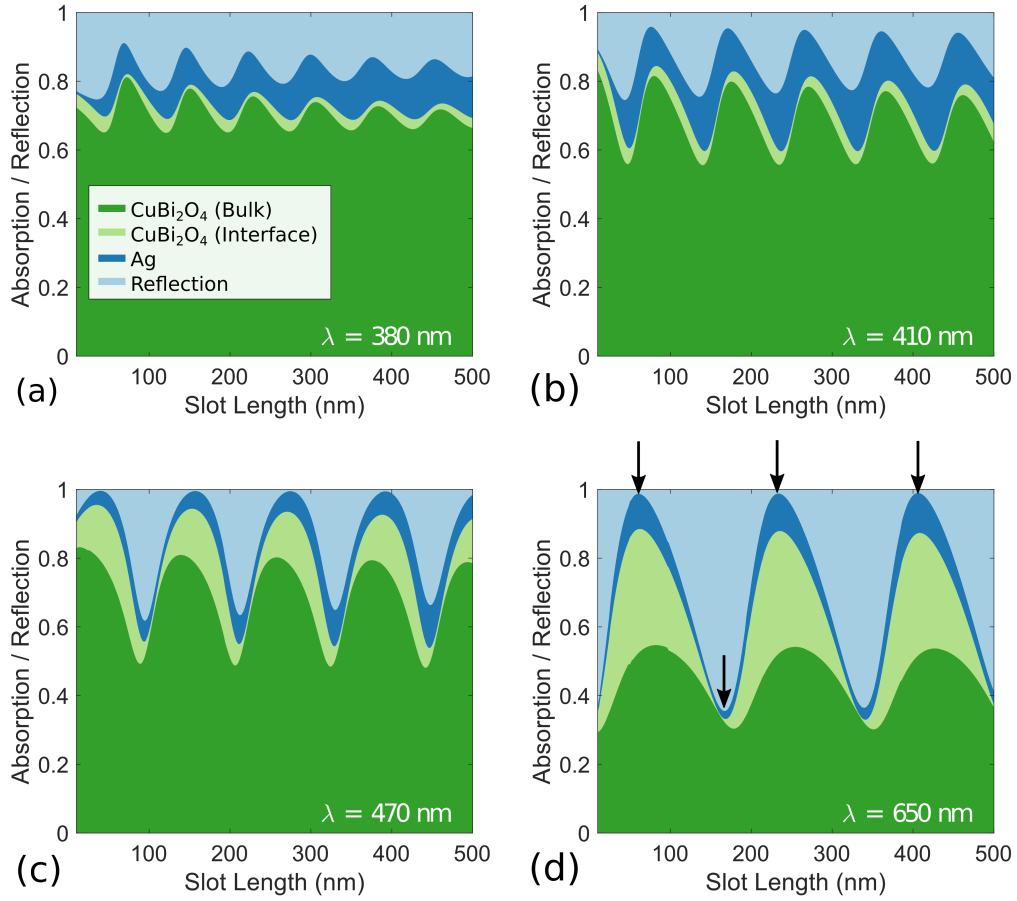 1
0.8
0.6
0.4
0.2
0
Absorption / Reflection
CuBi₂O₄ (Bulk)
CuBi₂O₄ (Interface)
Ag
Reflection
λ = 380 nm
100 200 300 400 500
Slot Length (nm)
(a)
1
0.8
0.6
0.4
0.2
0
Absorption / Reflection
λ = 410 nm
100 200 300 400 500
Slot Length (nm)
(b)
1
0.8
0.6
0.4
0.2
0
Absorption / Reflection
λ = 470 nm
100 200 300 400 500
Slot Length (nm)
(c)
1
0.8
0.6
0.4
0.2
0
Absorption / Reflection
λ = 650 nm
100 200 300 400 500
Slot Length (nm)
(d)